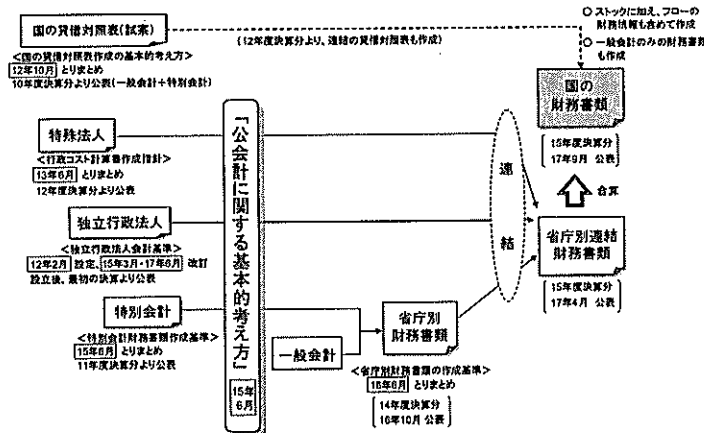 国の貸借対照表(試案)
<国の貸借対照表作成の基本的考え方>
12年10月 とりまとめ
10年度決算分より公表(一般会計+特別会計)
(12年度決算分より、連結の貸借対照表も作成)
○ ストックに加え、フローの
財務情報も含めて作成
○ 一般会計のみの財務書類
も作成
国の
財務書類
15年度決算分
17年9月 公表
特殊法人
<行政コスト計算書作成指針>
13年6月 とりまとめ
12年度決算分より公表
独立行政法人
<独立行政法人会計基準>
12年2月 設定、15年3月・17年6月 改訂
設立後、最初の決算より公表
特別会計
<特別会計財務書類作成基準>
15年6月 とりまとめ
11年度決算分より公表
「公会計に関する基本的考え方」
15年
6月
一般会計
省庁別
財務書類
<省庁別財務書類の作成基準>
16年6月 とりまとめ
14年度決算分
16年10月 公表
連
結
合算
省庁別連結
財務書類
15年度決算分
17年4月 公表